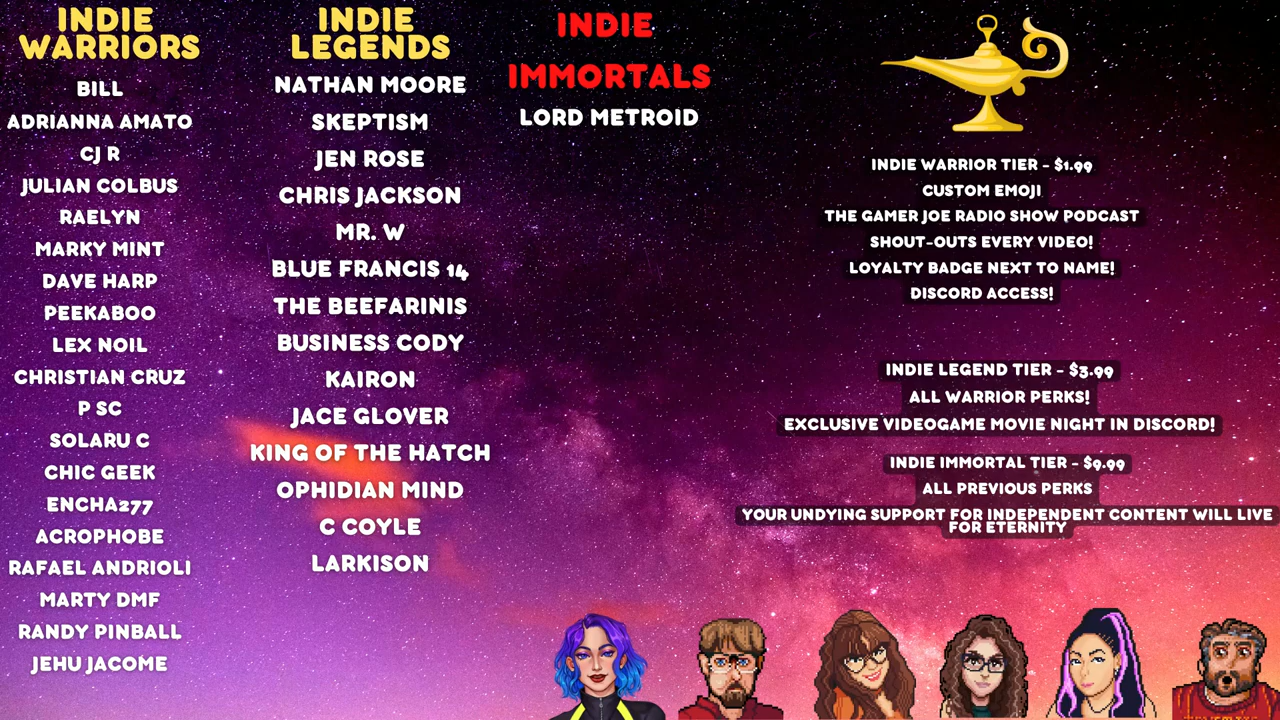 INDIE
WARRIORS
BILL
ADRIANNA AMATO
CJ R
JULIAN COLBUS
RAELYN
MARKY MINT
DAVE HARP
PEEKABOO
LEX NOIL
CHRISTIAN CRUZ
P SC
SOLARU C
CHIC GEEK
ENCHA277
ACROPHOBE
RAFAEL ANDRIOLI
MARTY DMF
RANDY PINBALL
JEHU JACOME
INDIE
LEGENDS
NATHAN MOORE
SKEPTISM
JEN ROSE
CHRIS JACKSON
MR. W
BLUE FRANCIS 14
THE BEEFARINIS
BUSINESS CODY
KAIRON
JACE GLOVER
KING OF THE HATCH
OPHIDIAN MIND
C COYLE
LARKISON
INDIE
IMMORTALS
LORD METROID
INDIE WARRIOR TIER - $1.99
CUSTOM EMOJI
THE GAMER JOE RADIO SHOW PODCAST
SHOUT-OUTS EVERY VIDEO!
LOYALTY BADGE NEXT TO NAME!
DISCORD ACCESS!
INDIE LEGEND TIER - $3.99
ALL WARRIOR PERKS!
EXCLUSIVE VIDEOGAME MOVIE NIGHT IN DISCORD!
INDIE IMMORTAL TIER - $9.99
ALL PREVIOUS PERKS
YOUR UNDYING SUPPORT FOR INDEPENDENT CONTENT WILL LIVE
FOR ETERNITY